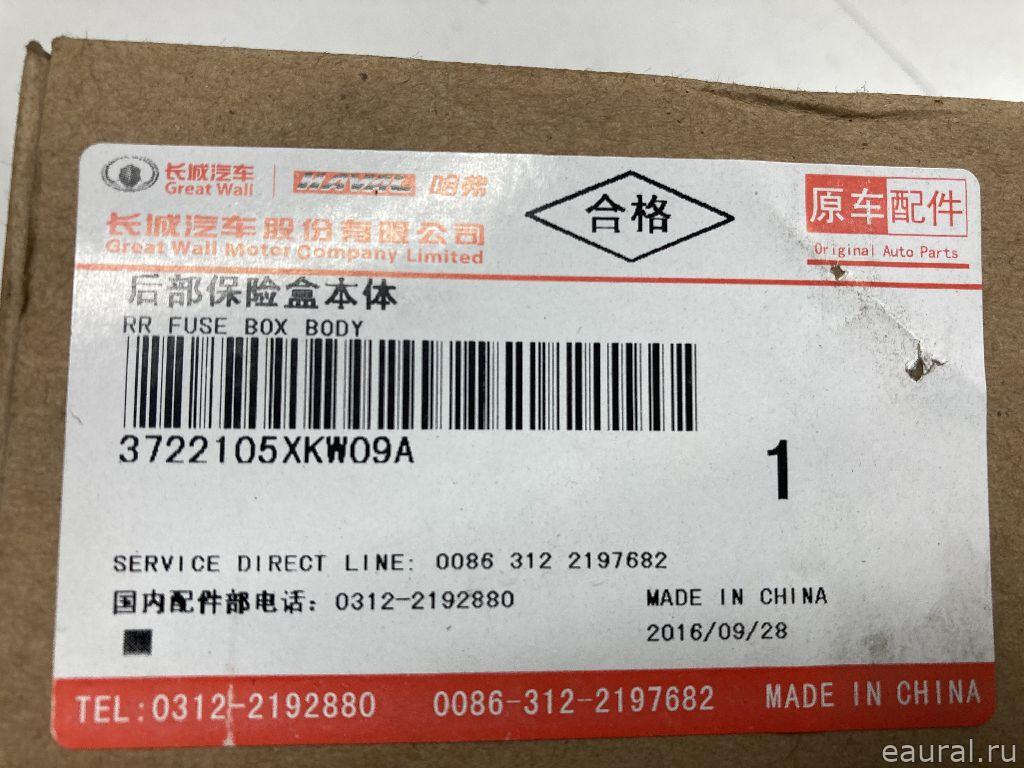 长城汽车
Great Wall
HAVAL 哈弗
长城汽车股份有限公司
Great Wall Motor Company Limited
合格
原车配件
Original Auto Parts
后部保险盒本体
RR FUSE BOX BODY
3722105XKW09A
1
SERVICE DIRECT LINE: 0086 312 2197682
国内配件部电话: 0312-2192880
MADE IN CHINA
2016/09/28
TEL:0312-2192880 0086-312-2197682 MADE IN CHINA
eaural.ru